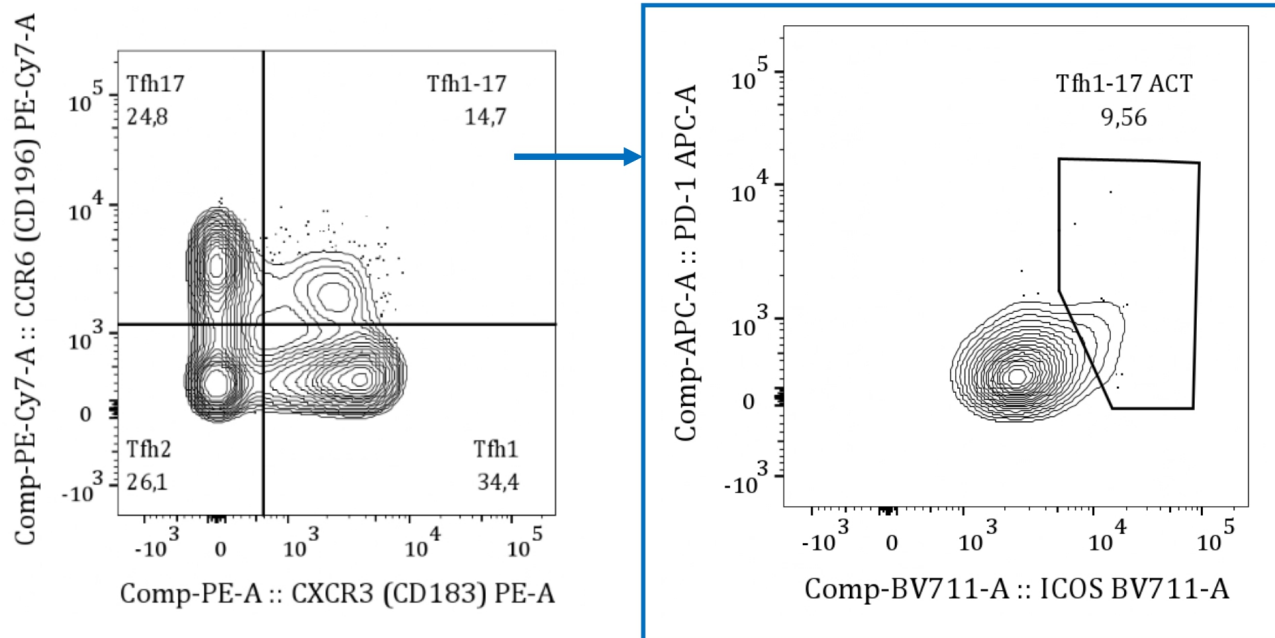 Comp-PE-Cy7-A :: CCR6 (CD196) PE-Cy7-A
Tfh17
24,8
Tfh1-17
14,7
Tfh2
26,1
Tfh1
34,4
10^5
10^4
10^3
0
-10^3
-10^3
0
10^3
10^4
10^5
Comp-PE-A :: CXCR3 (CD183) PE-A
Comp-APC-A :: PD-1 APC-A
Tfh1-17 ACT
9,56
10^5
10^4
10^3
0
-10^3
-10^3
0
10^3
10^4
10^5
Comp-BV711-A :: ICOS BV711-A